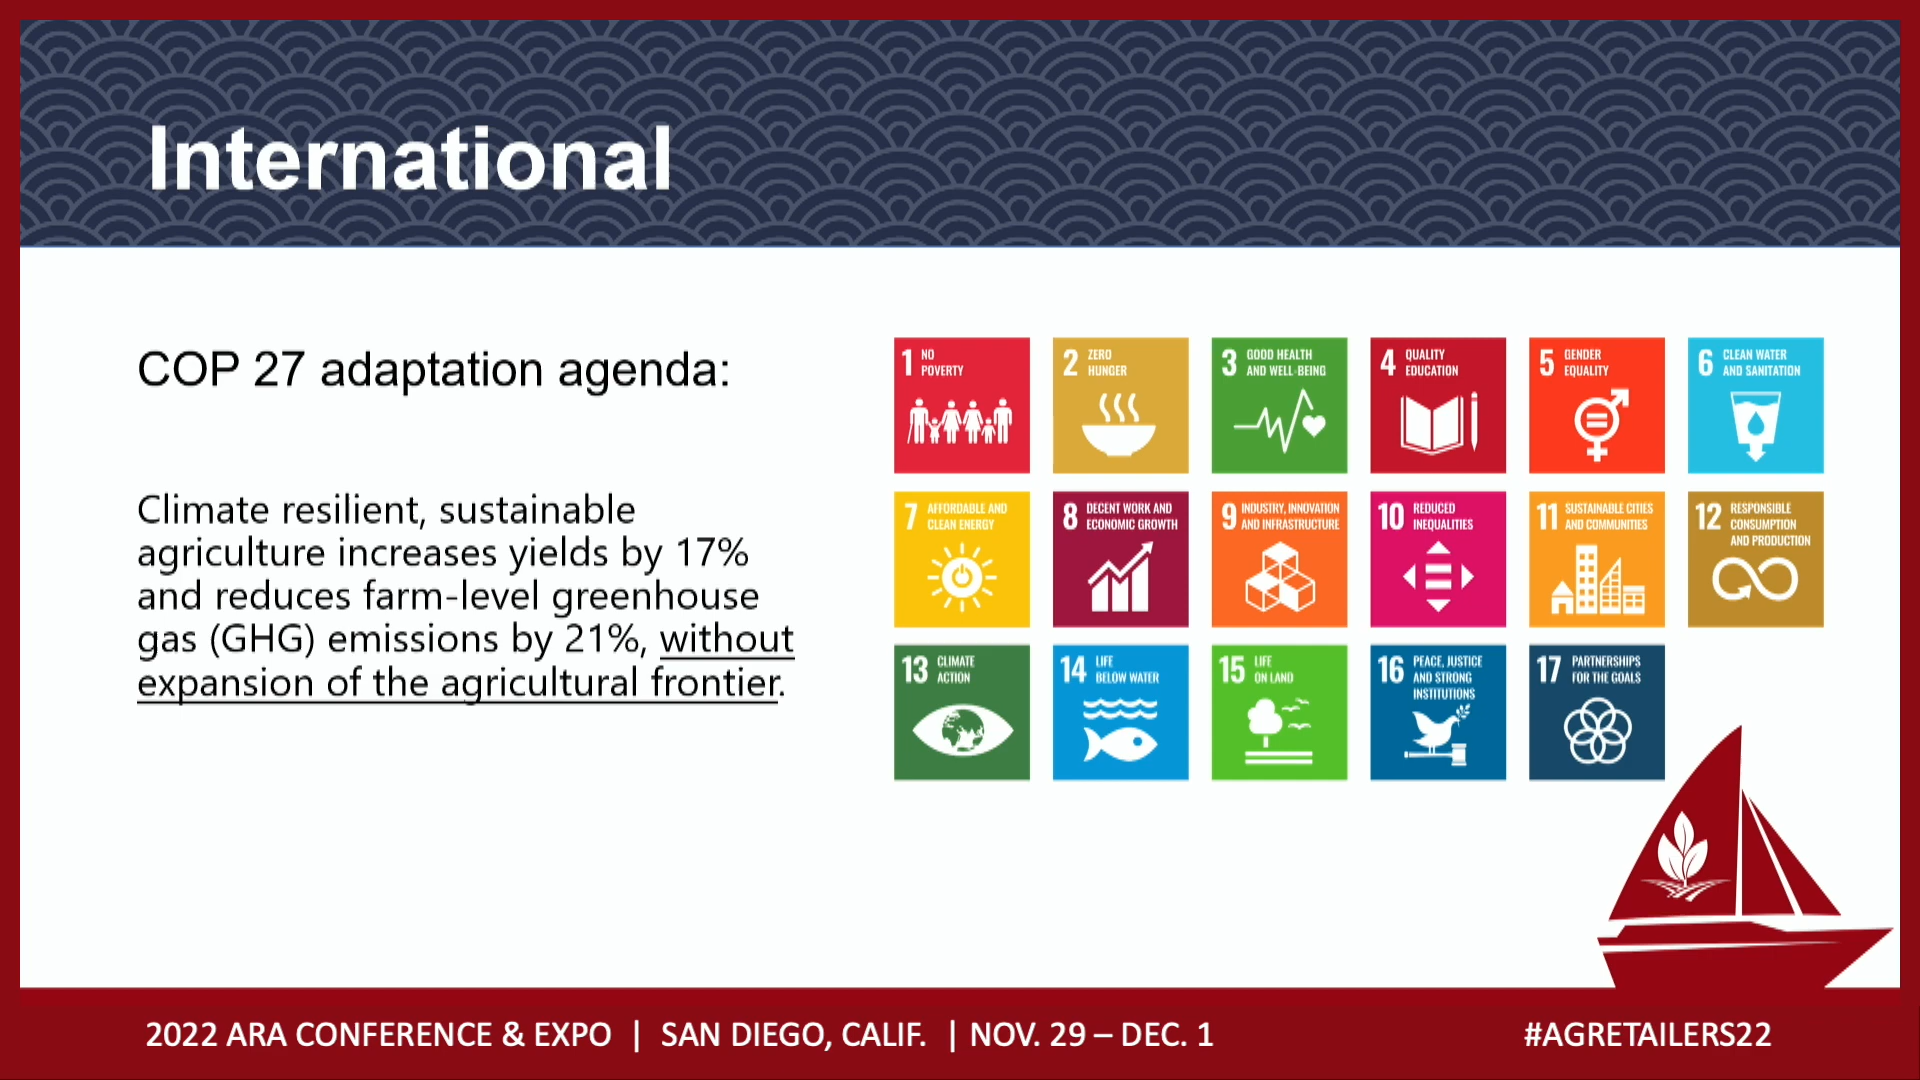 International
COP 27 adaptation agenda:
Climate resilient, sustainable
agriculture increases yields by 17%
and reduces farm-level greenhouse
gas (GHG) emissions by 21%, without
expansion of the agricultural frontier.
1 NO
POVERTY
2 ZERO
HUNGER
3 GOOD HEALTH
AND WELL-BEING
4 QUALITY
EDUCATION
5 GENDER
EQUALITY
6 CLEAN WATER
AND SANITATION
7 AFFORDABLE AND
CLEAN ENERGY
8 DECENT WORK AND
ECONOMIC GROWTH
9 INDUSTRY, INNOVATION
AND INFRASTRUCTURE
10 REDUCED
INEQUALITIES
11 SUSTAINABLE CITIES
AND COMMUNITIES
12 RESPONSIBLE
CONSUMPTION
AND PRODUCTION
13 CLIMATE
ACTION
14 LIFE
BELOW WATER
15 LIFE
ON LAND
16 PEACE, JUSTICE
AND STRONG
INSTITUTIONS
17 PARTNERSHIPS
FOR THE GOALS
2022 ARA CONFERENCE & EXPO | SAN DIEGO, CALIF. | NOV. 29 – DEC. 1
#AGRETAILERS22